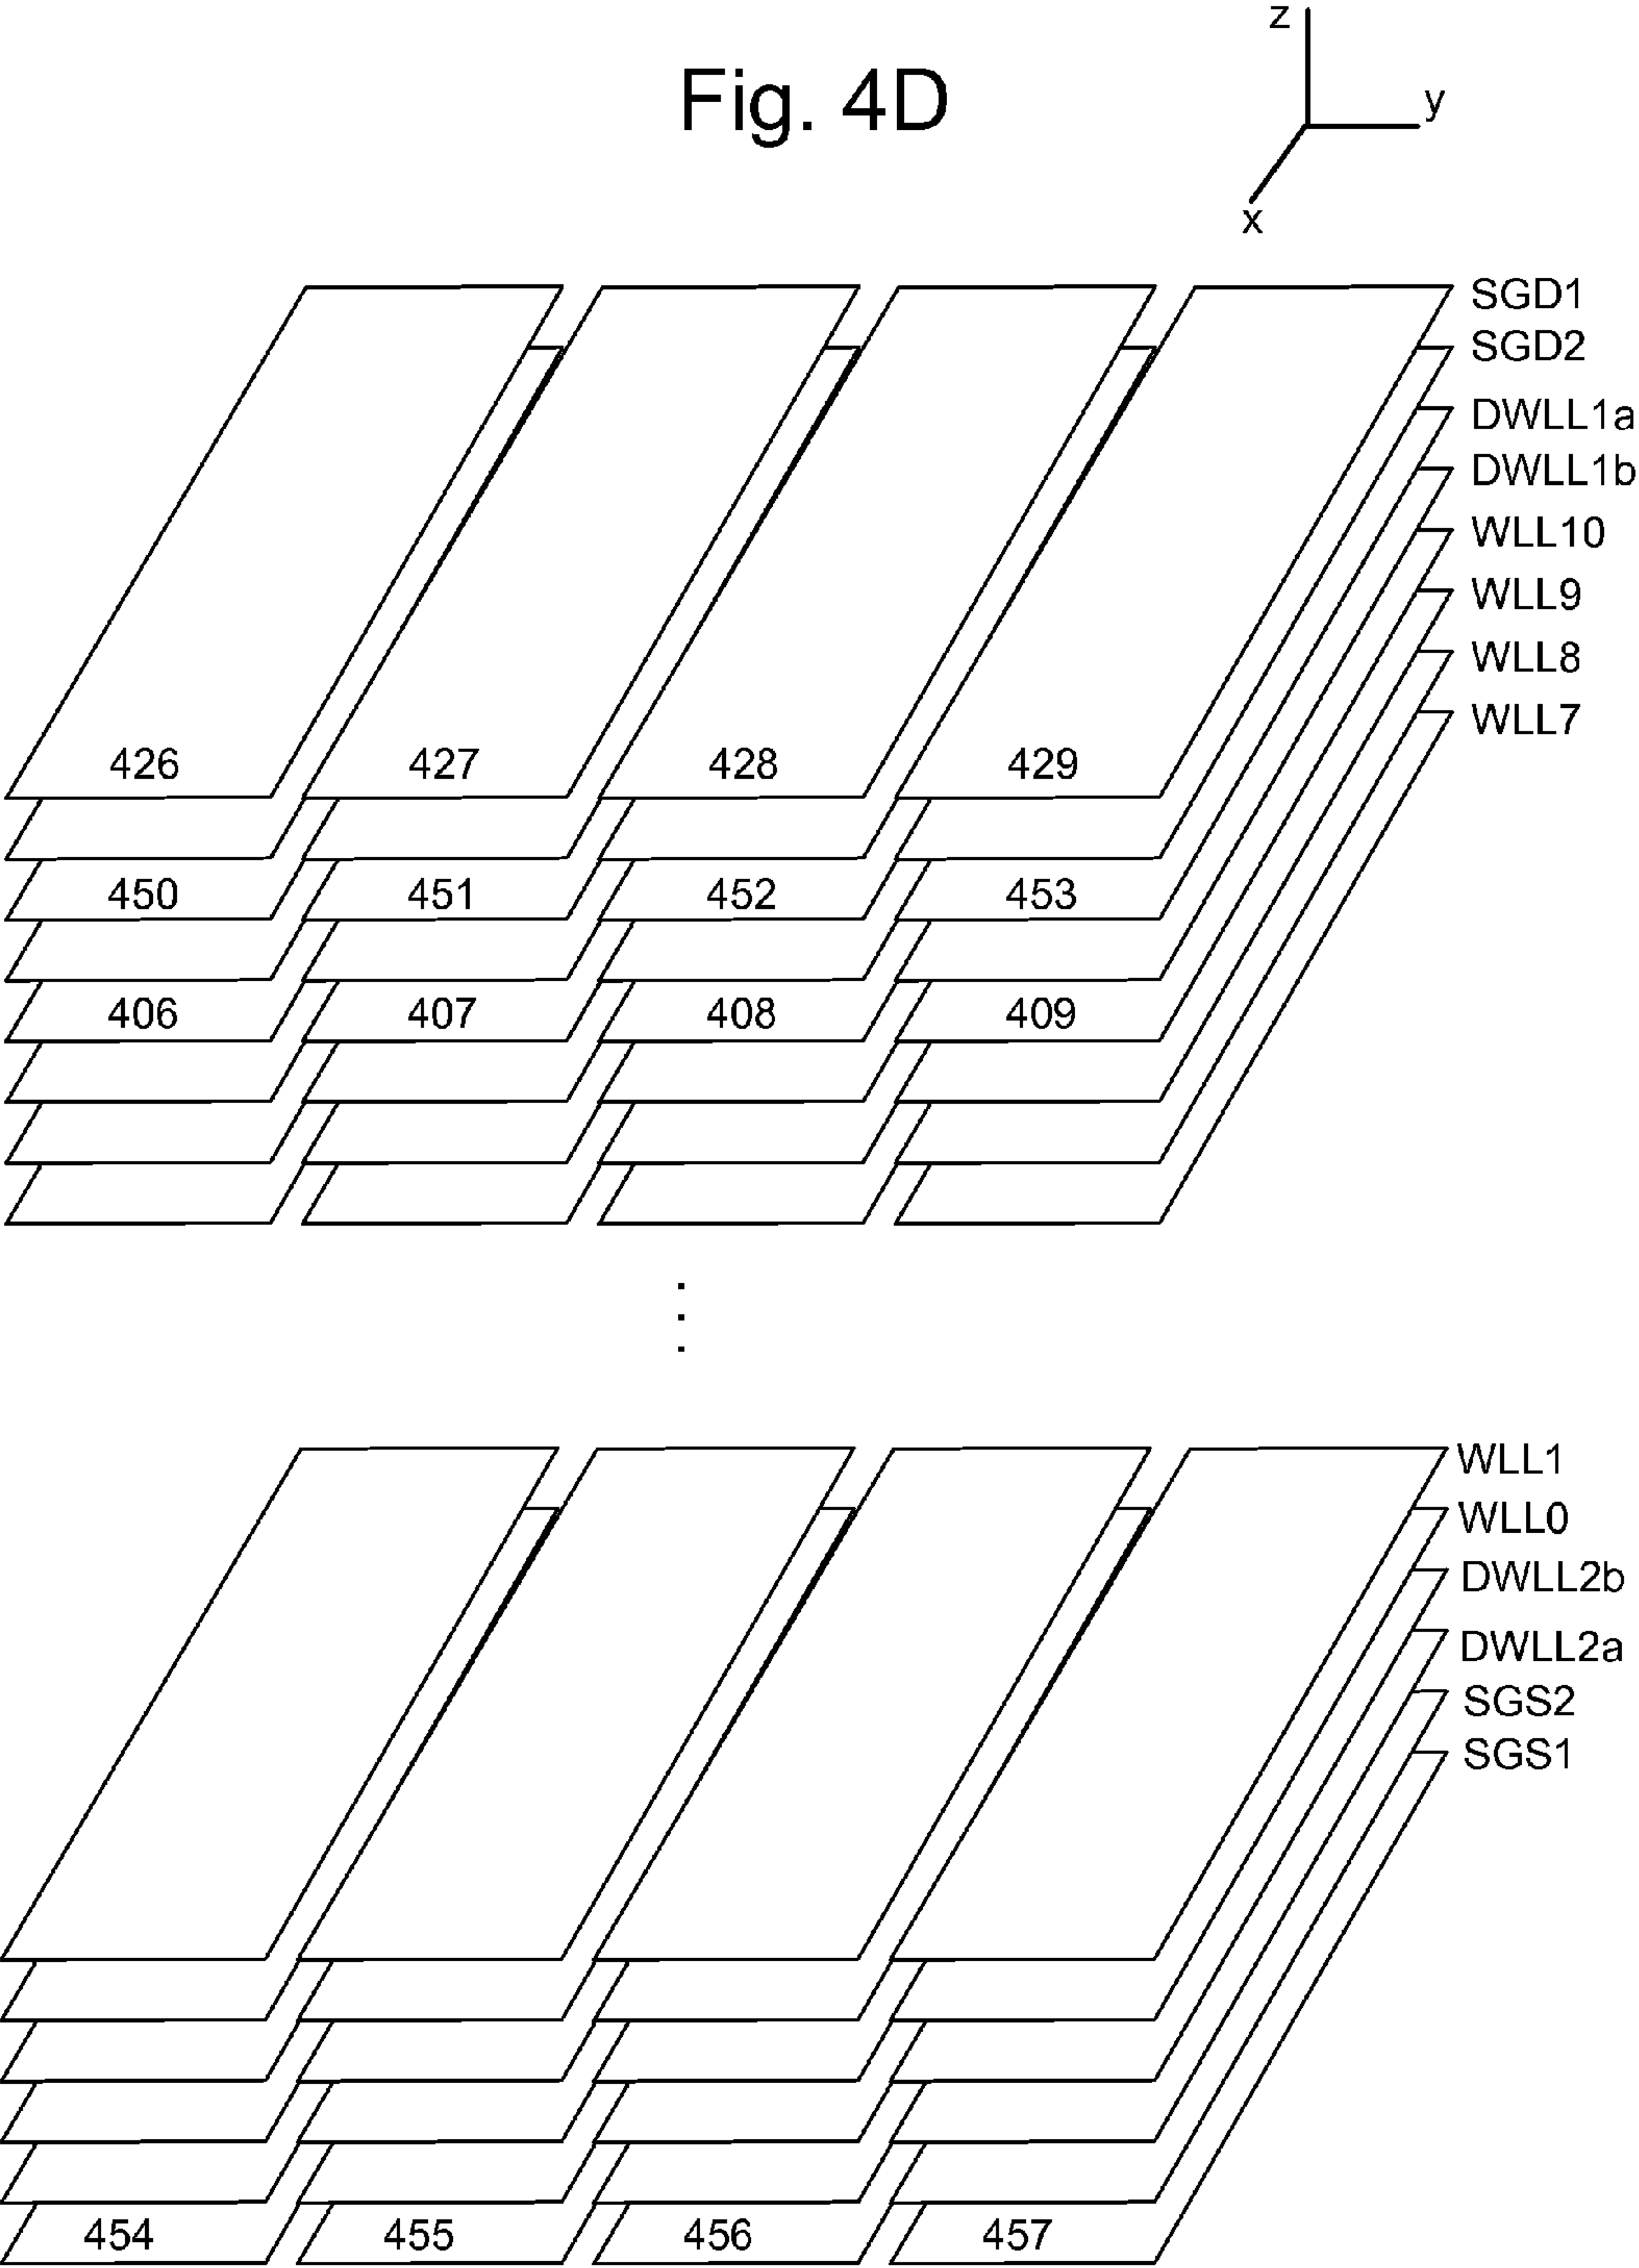 z
Fig. 4D
y
x
SGD1
SGD2
DWLL1a
DWLL1b
WLL10
WLL9
WLL8
WLL7
426 427 428 429
450 451 452 453
406 407 408 409
WLL1
WLL0
DWLL2b
DWLL2a
SGS2
SGS1
454 455 456 457